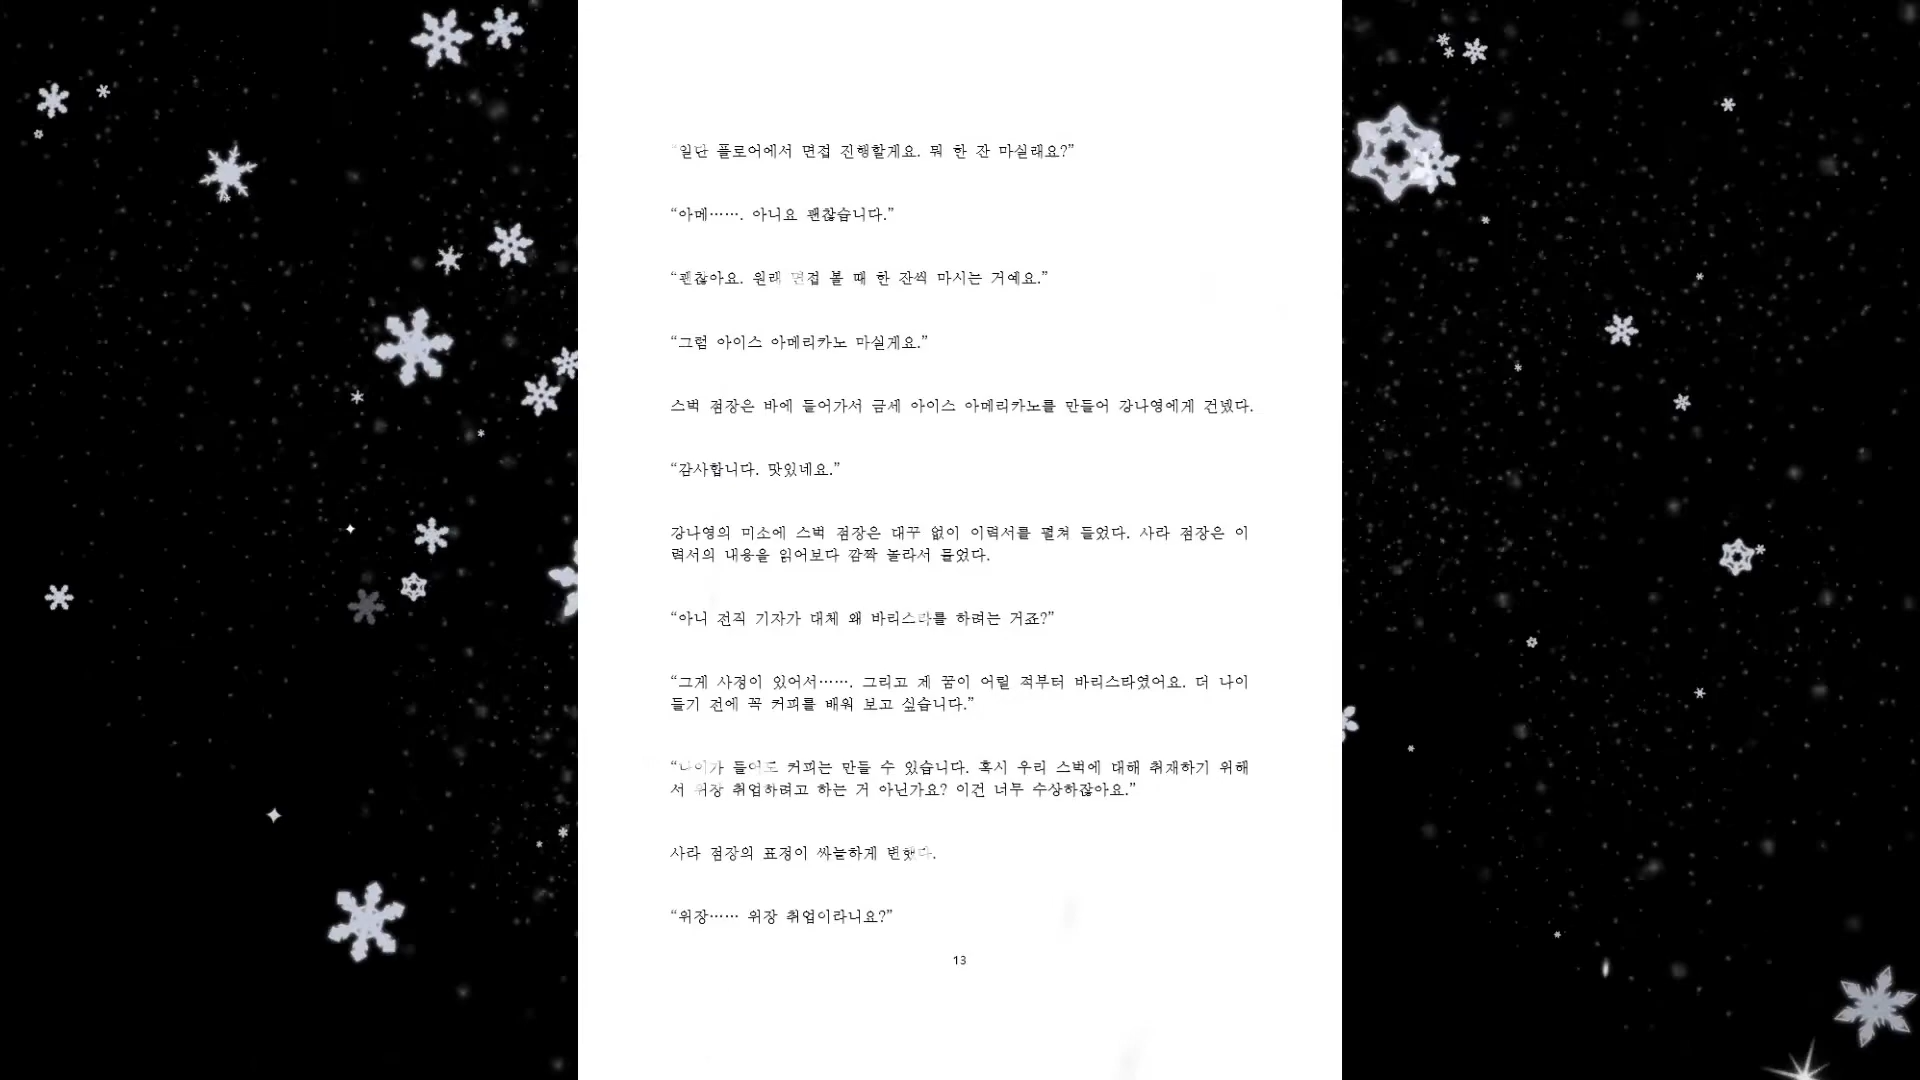 “일단 플로어에서 면접 진행할게요. 뭐 한 잔 마실래요?”
“아메……. 아니요 괜찮습니다.”
“괜찮아요. 원래 면접 볼 때 한 잔씩 마시는 거예요.”
“그럼 아이스 아메리카노 마실게요.”
스벅 점장은 바에 들어가서 금세 아이스 아메리카노를 만들어 강나영에게 건넸다.
“감사합니다. 맛있네요.”
강나영의 미소에 스벅 점장은 대꾸 없이 이력서를 펼쳐 들었다. 사라 점장은 이
력서의 내용을 읽어보다 깜짝 놀라서 물었다.
“아니 전직 기자가 대체 왜 바리스타를 하려는 거죠?”
“그게 사정이 있어서……. 그리고 제 꿈이 어릴 적부터 바리스타였어요. 더 나이
들기 전에 꼭 커피를 배워 보고 싶습니다.”
“나이가 들어도 커피는 만들 수 있습니다. 혹시 우리 스벅에 대해 취재하기 위해
서 위장 취업하려고 하는 거 아닌가요? 이건 너무 수상하잖아요.”
사라 점장의 표정이 싸늘하게 변했다.
“위장…… 위장 취업이라니요?”
13